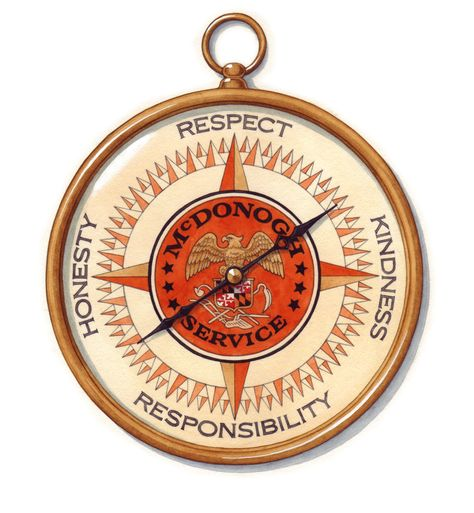 RESPECT
HONESTY
KINDNESS
McDONOGH
SERVICE
RESPONSIBILITY